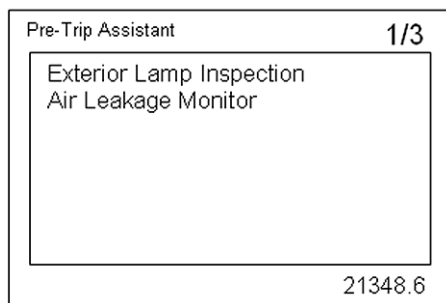 Pre-Trip Assistant 1/3
Exterior Lamp Inspection
Air Leakage Monitor
21348.6